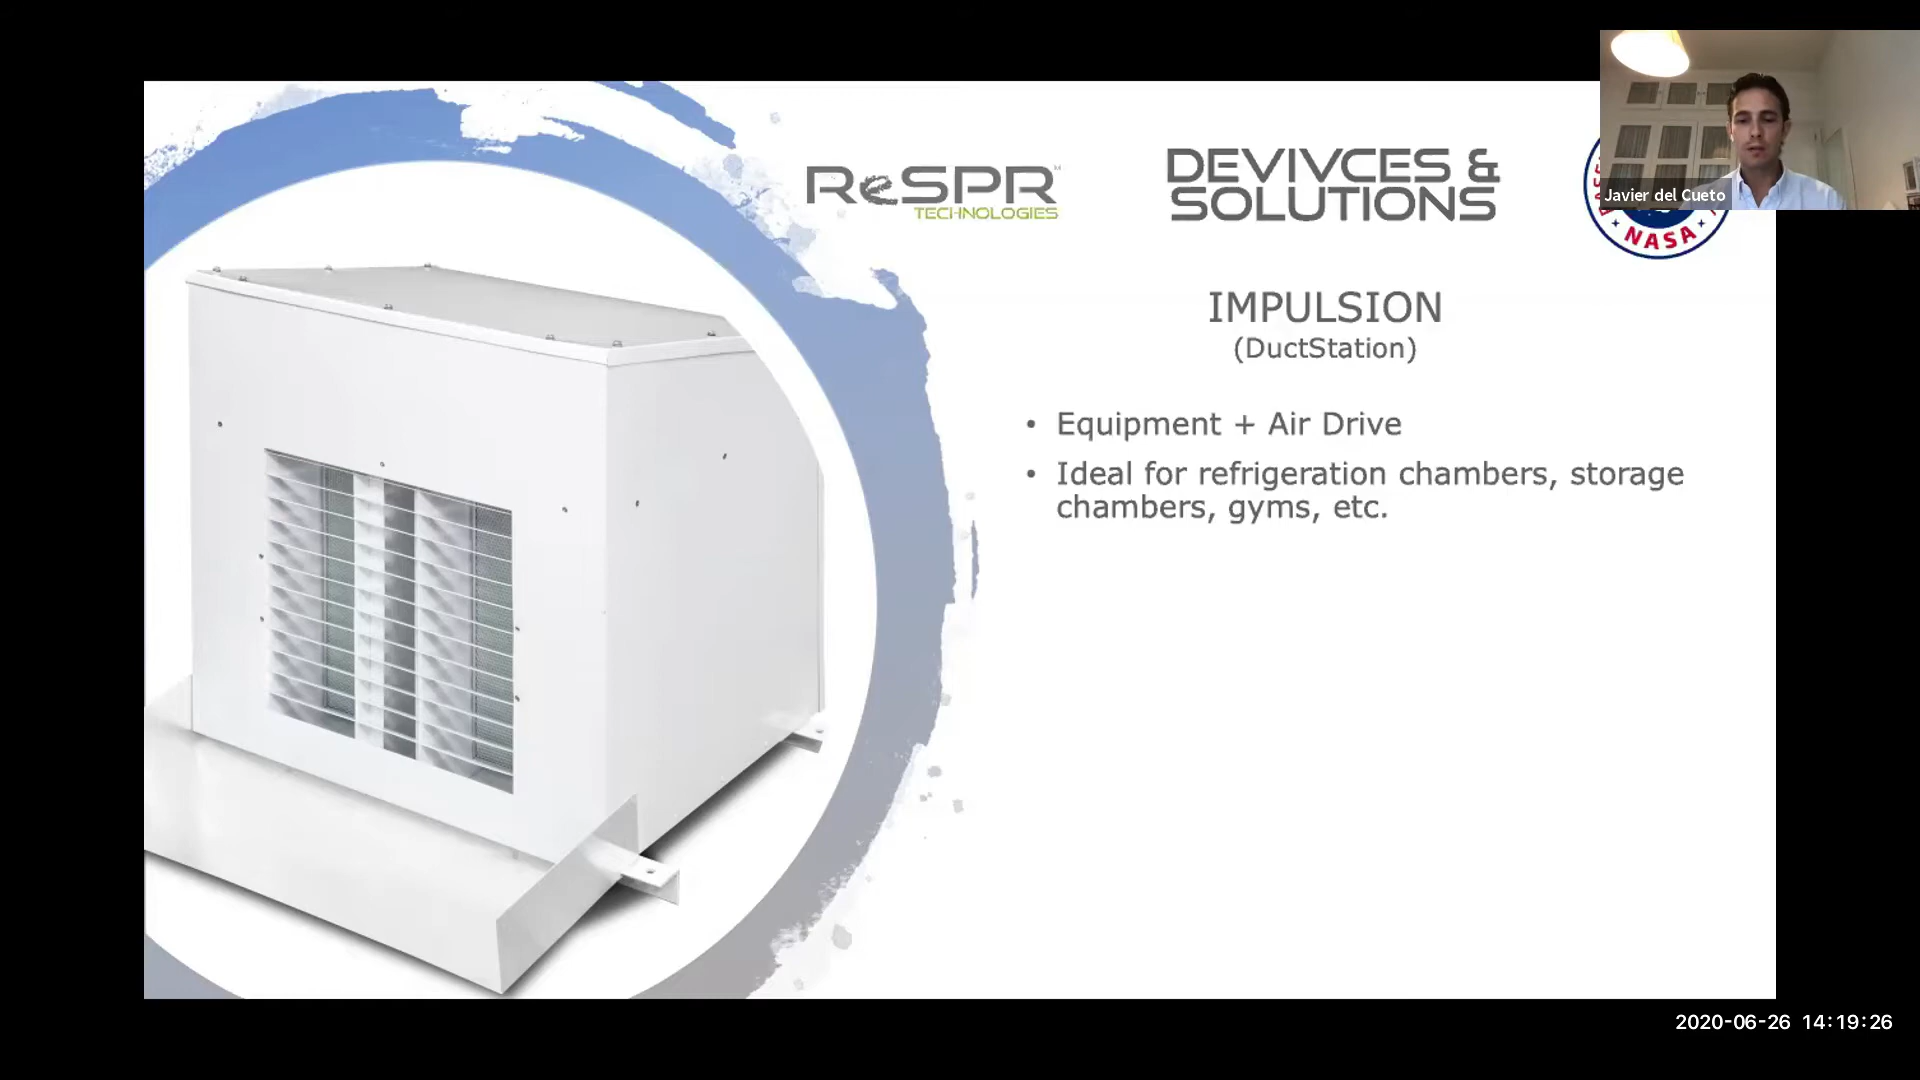 ReSPR
TECHNOLOGIES
DEVIVCES &
SOLUTIONS
Javier del Cueto
NASA
IMPULSION
(DuctStation)
• Equipment + Air Drive
• Ideal for refrigeration chambers, storage
chambers, gyms, etc.
2020-06-26 14:19:26